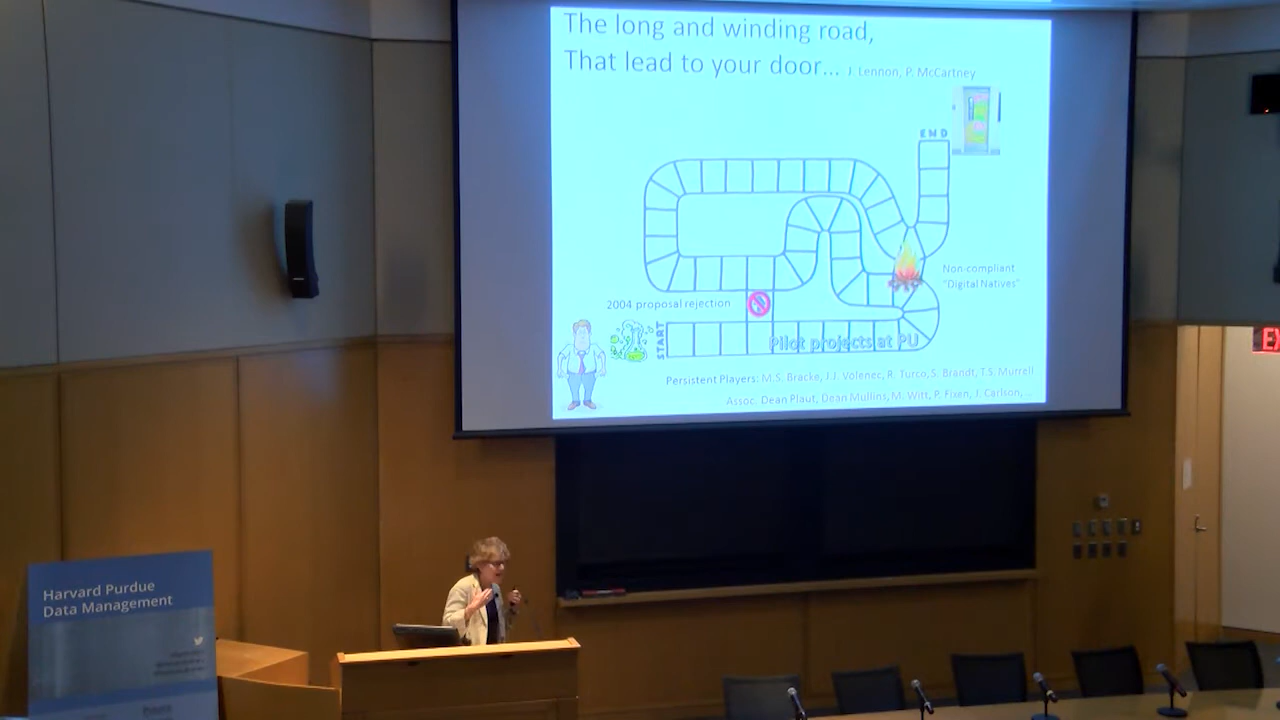 The long and winding road,
That lead to your door... J. Lennon, P. McCartney
END
Non-compliant
"Digital Natives"
2004 proposal rejection
START
Pilot projects at PU
Persistent Players: M.S. Bracke, J.J. Volenec, R. Turco, S. Brandt, T.S. Murrell
Assoc. Dean Plaut, Dean Mullins, M. Witt, P. Fixen, J. Carlson,...
EX
Harvard Purdue
Data Management